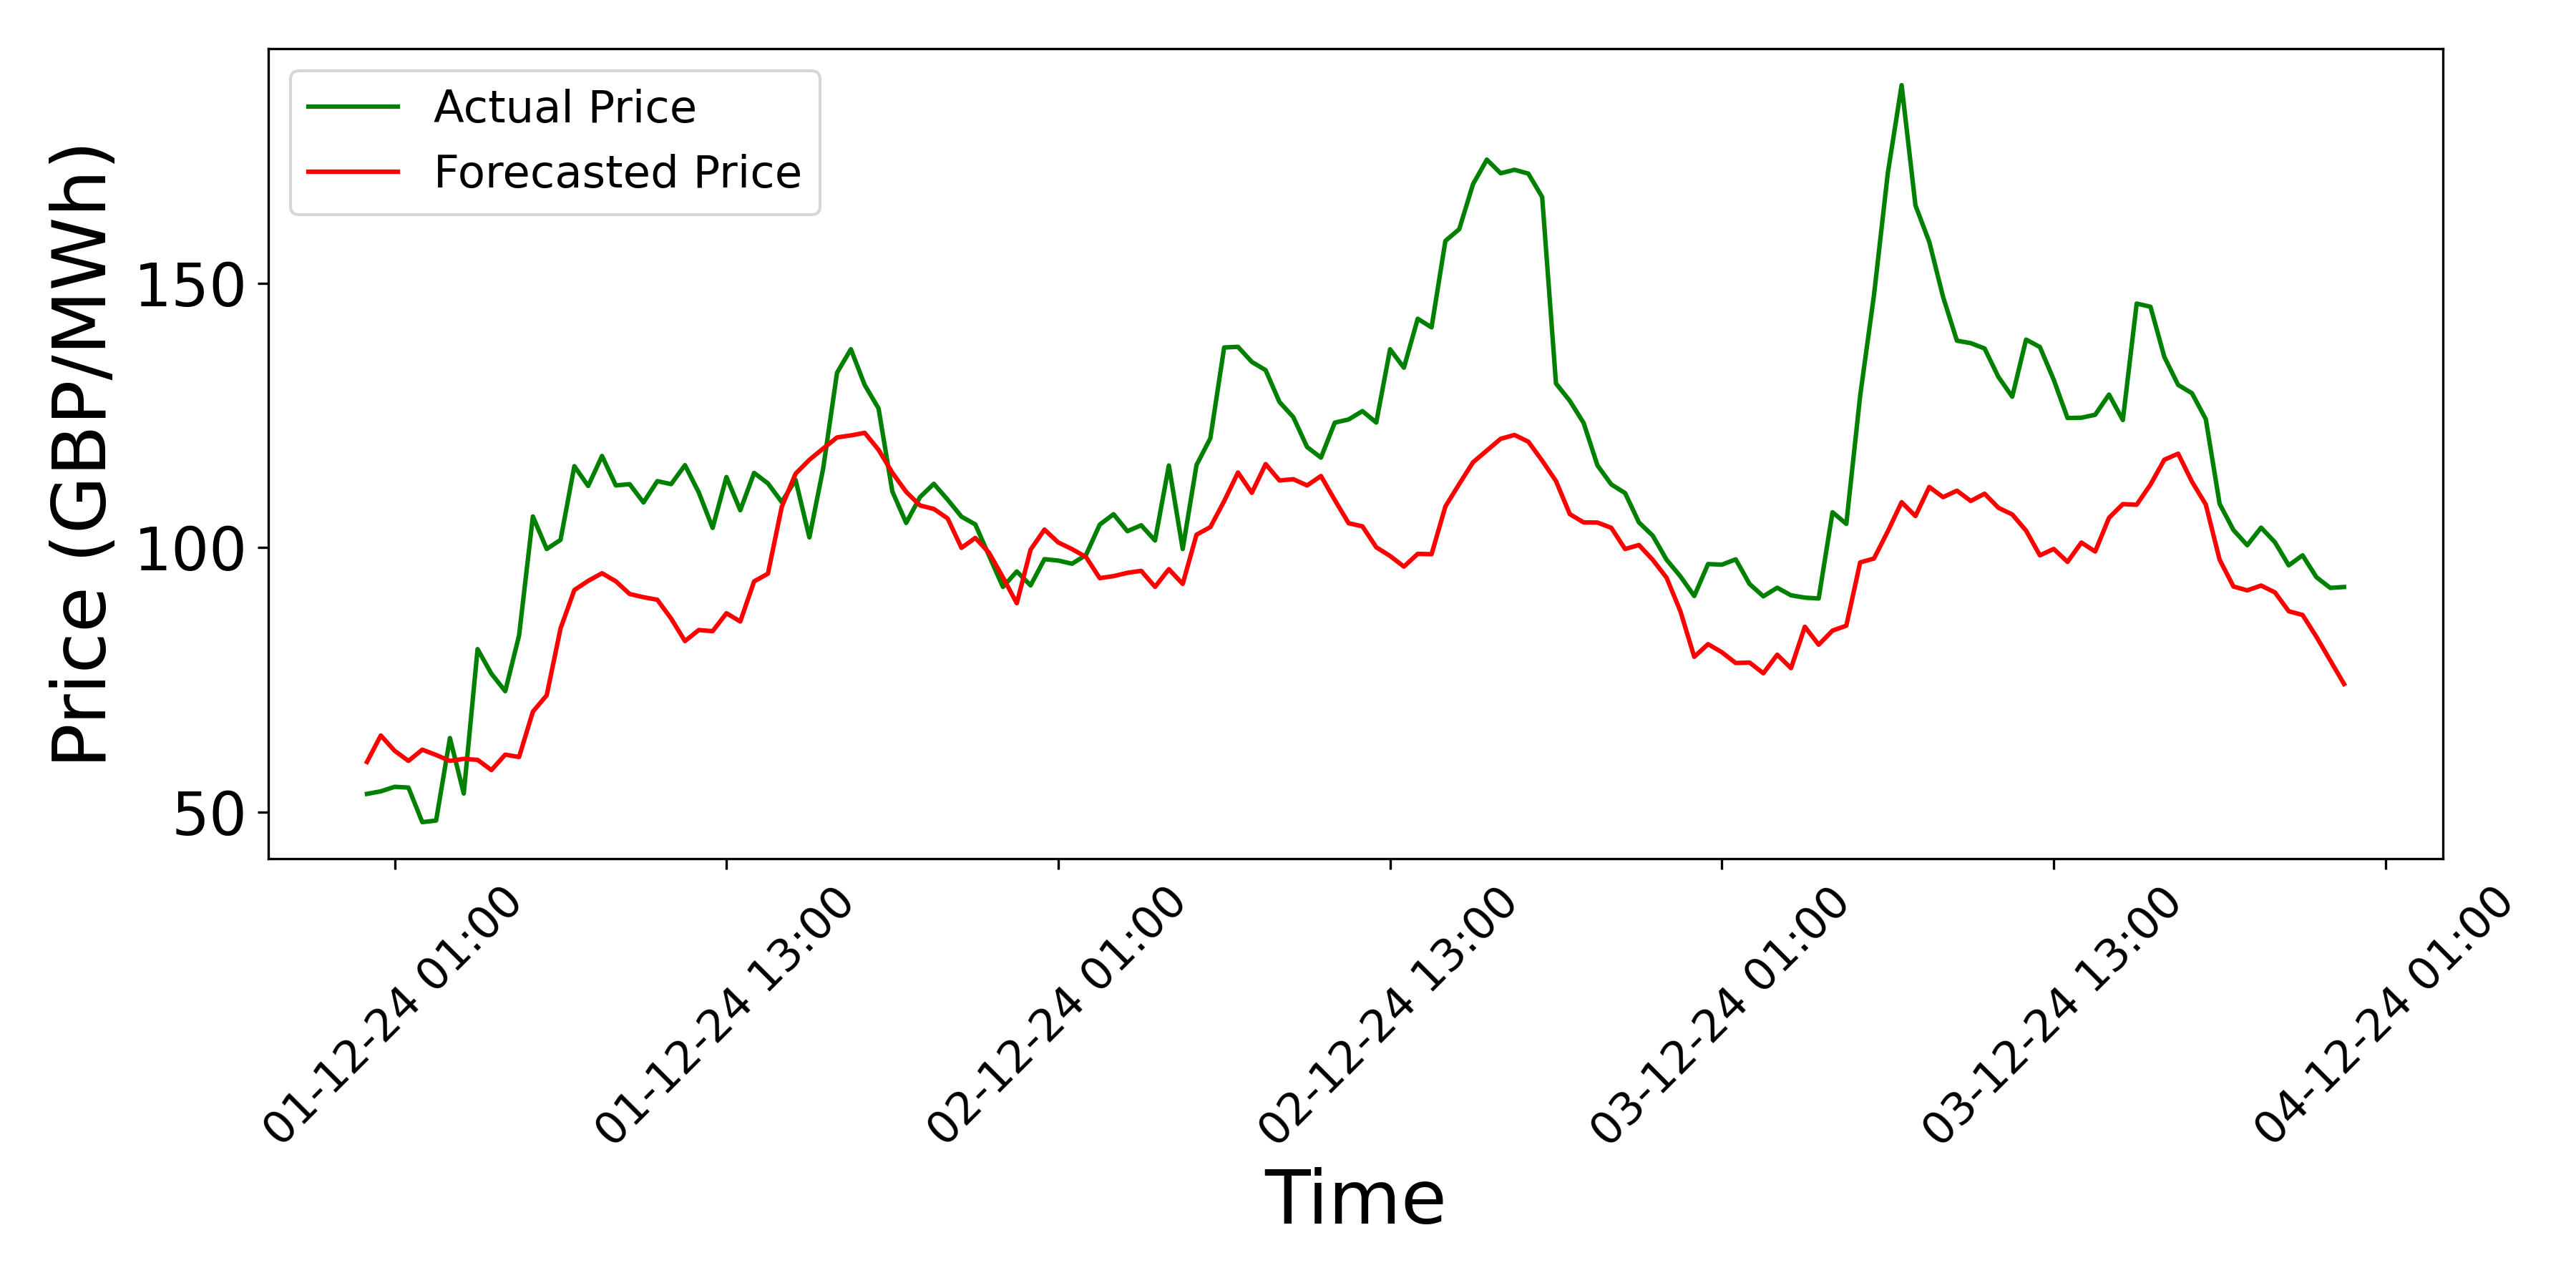 Actual Price
Forecasted Price
Price (GBP/MWh)
150
100
50
01-12-24 01:00
01-12-24 13:00
02-12-24 01:00
02-12-24 13:00
03-12-24 01:00
03-12-24 13:00
04-12-24 01:00
Time